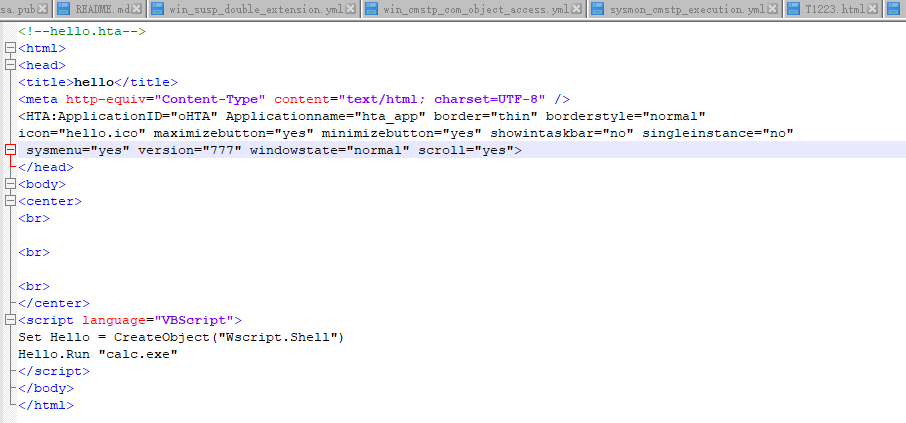 sa.pub README.md win_susp_double_extension.yml win_cmstp_com_object_access.yml sysmon_cmstp_execution.yml T1223.html
<!--hello.hta-->
<html>
<head>
<title>hello</title>
<meta http-equiv="Content-Type" content="text/html; charset=UTF-8" />
<HTA:ApplicationID="oHTA" Applicationname="hta_app" border="thin" borderstyle="normal"
icon="hello.ico" maximizebutton="yes" minimizebutton="yes" showintaskbar="no" singleinstance="no"
sysmenu="yes" version="777" windowstate="normal" scroll="yes">
</head>
<body>
<center>
<br>
<br>
<br>
</center>
<script language="VBScript">
Set Hello = CreateObject("Wscript.Shell")
Hello.Run "calc.exe"
</script>
</body>
</html>